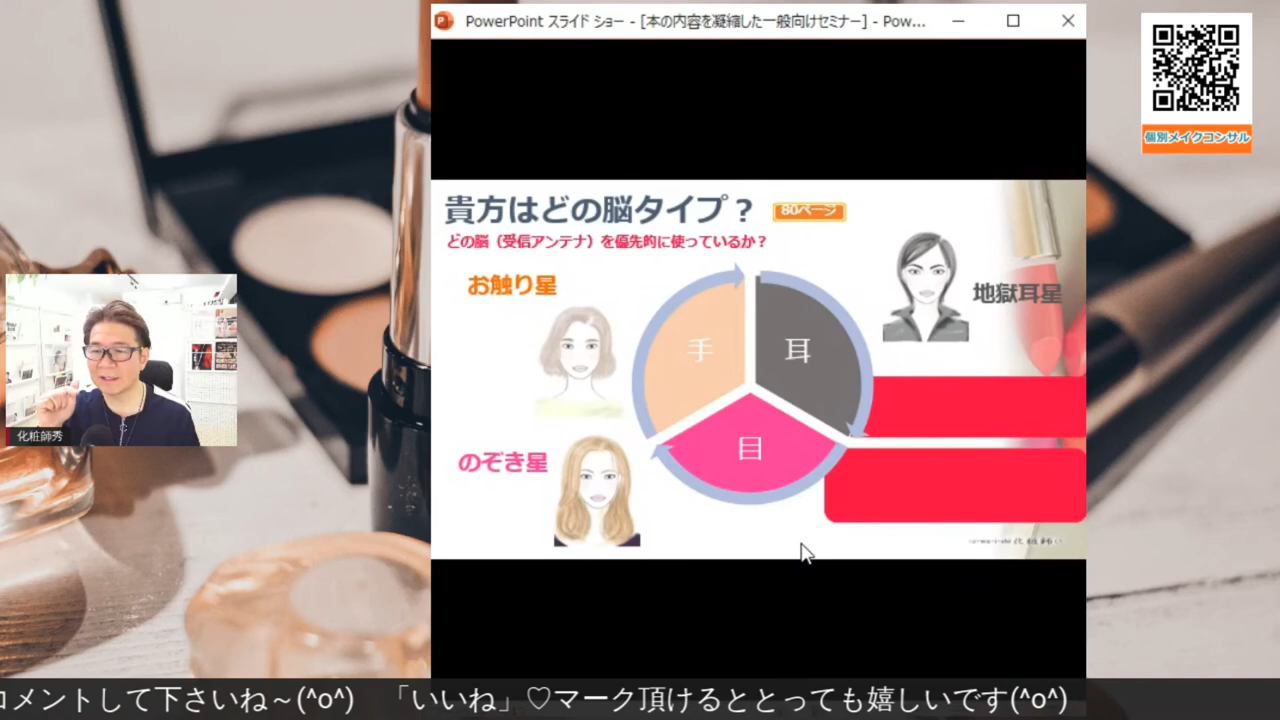 PowerPoint スライド ショー - [本の内容を凝縮した一般向けセミナー] - Pow...
個別メイクコンサル
貴方はどの脳タイプ？
80ページ
どの脳（受信アンテナ）を優先的に使っているか？
お触り星
地獄耳星
手
耳
目
のぞき星
化粧師秀
コメントして下さいね～(^o^)　「いいね」♡マーク頂けるととっても嬉しいです(^o^)